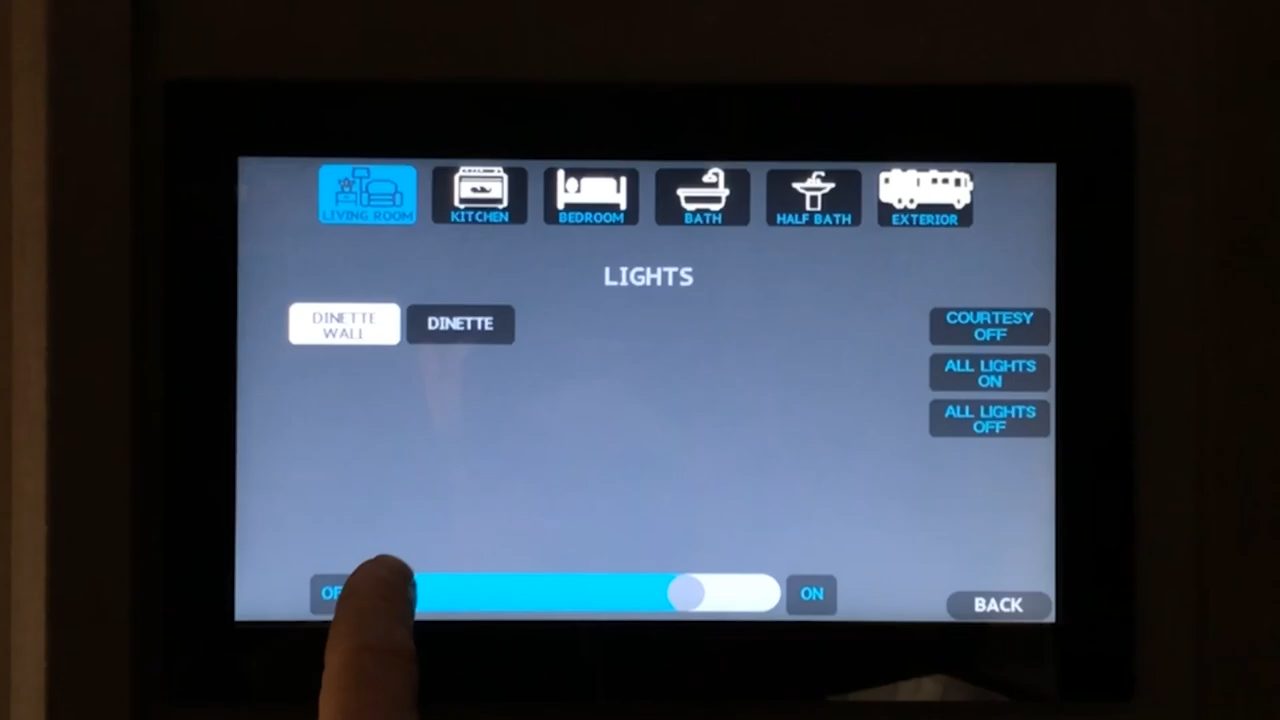 LIVING ROOM
KITCHEN
BEDROOM
BATH
HALF BATH
EXTERIOR
LIGHTS
DINETTE
WALL
DINETTE
COURTESY
OFF
ALL LIGHTS
ON
ALL LIGHTS
OFF
ON
BACK